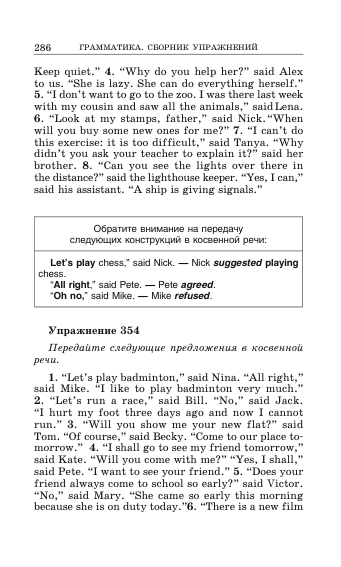 286 ГРАММАТИКА. СБОРНИК УПРАЖНЕНИЙ
Keep quiet.” 4. “Why do you help her?” said Alex
to us. “She is lazy. She can do everything herself.”
5. “I don’t want to go to the zoo. I was there last week
with my cousin and saw all the animals,” said Lena.
6. “Look at my stamps, father,” said Nick. “When
will you buy some new ones for me?” 7. “I can’t do
this exercise: it is too difficult,” said Tanya. “Why
didn’t you ask your teacher to explain it?” said her
brother. 8. “Can you see the lights over there in
the distance?” said the lighthouse keeper. “Yes, I can,”
said his assistant. “A ship is giving signals.”
Обратите внимание на передачу
следующих конструкций в косвенной речи:
Let’s play chess,” said Nick. — Nick suggested playing
chess.
“All right,” said Pete. — Pete agreed.
“Oh no,” said Mike. — Mike refused.
Упражнение 354
Передайте следующие предложения в косвенной
речи.
1. “Let’s play badminton,” said Nina. “All right,”
said Mike. “I like to play badminton very much.”
2. “Let’s run a race,” said Bill. “No,” said Jack.
“I hurt my foot three days ago and now I cannot
run.” 3. “Will you show me your new flat?” said
Tom. “Of course,” said Becky. “Come to our place to-
morrow.” 4. “I shall go to see my friend tomorrow,”
said Kate. “Will you come with me?” “Yes, I shall,”
said Pete. “I want to see your friend.” 5. “Does your
friend always come to school so early?” said Victor.
“No,” said Mary. “She came so early this morning
because she is on duty today.”6. “There is a new film